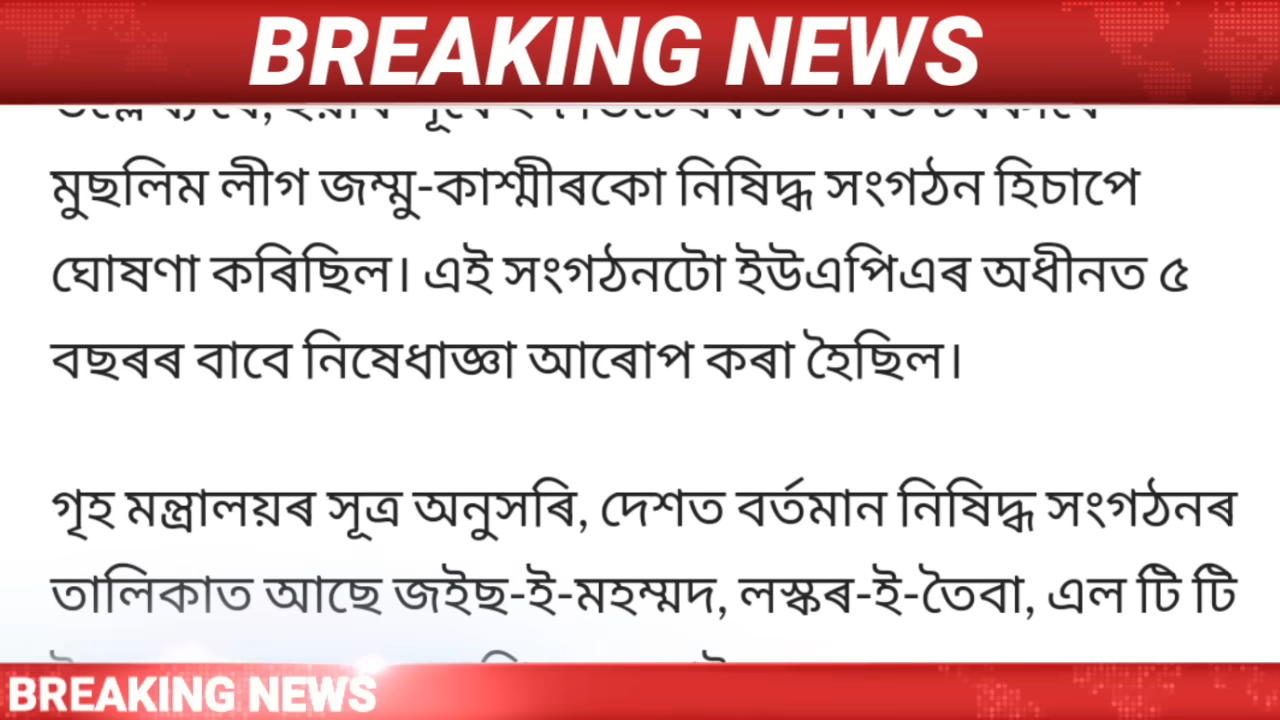 BREAKING NEWS
মুছলিম লীগ জম্মু-কাশ্মীৰকো নিষিদ্ধ সংগঠন হিচাপে
ঘোষণা কৰিছিল। এই সংগঠনটো ইউএপিএৰ অধীনত ৫
বছৰৰ বাবে নিষেধাজ্ঞা আৰোপ কৰা হৈছিল।
গৃহ মন্ত্ৰালয়ৰ সূত্ৰ অনুসৰি, দেশত বৰ্তমান নিষিদ্ধ সংগঠনৰ
তালিকাত আছে জইছ-ই-মহম্মদ, লস্কৰ-ই-তৈবা, এল টি টি
BREAKING NEWS